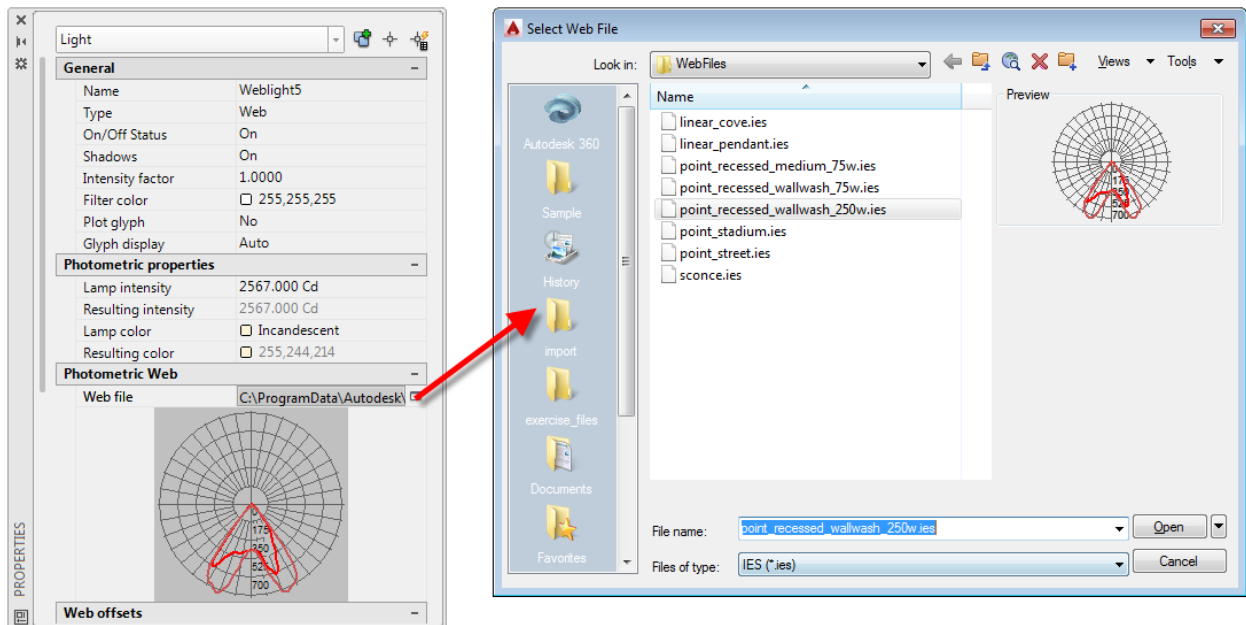 Light
General
Name Weblight5
Type Web
On/Off Status On
Shadows On
Intensity factor 1.0000
Filter color 255,255,255
Plot glyph No
Glyph display Auto
Photometric properties
Lamp intensity 2567.000 Cd
Resulting intensity 2567.000 Cd
Lamp color Incandescent
Resulting color 255,244,214
Photometric Web
Web file C:\ProgramData\Autodesk\
0
175
350
525
700
Web offsets
PROPERTIES
Select Web File
Look in: WebFiles
Views Tools
Autodesk 360
Sample
History
import
exercise_files
Documents
Favorites
Name
linear_cove.ies
linear_pendant.ies
point_recessed_medium_75w.ies
point_recessed_wallwash_75w.ies
point_recessed_wallwash_250w.ies
point_stadium.ies
point_street.ies
sconce.ies
Preview
0
175
350
525
700
File name: point_recessed_wallwash_250w.ies Open
Files of type: IES (*.ies) Cancel